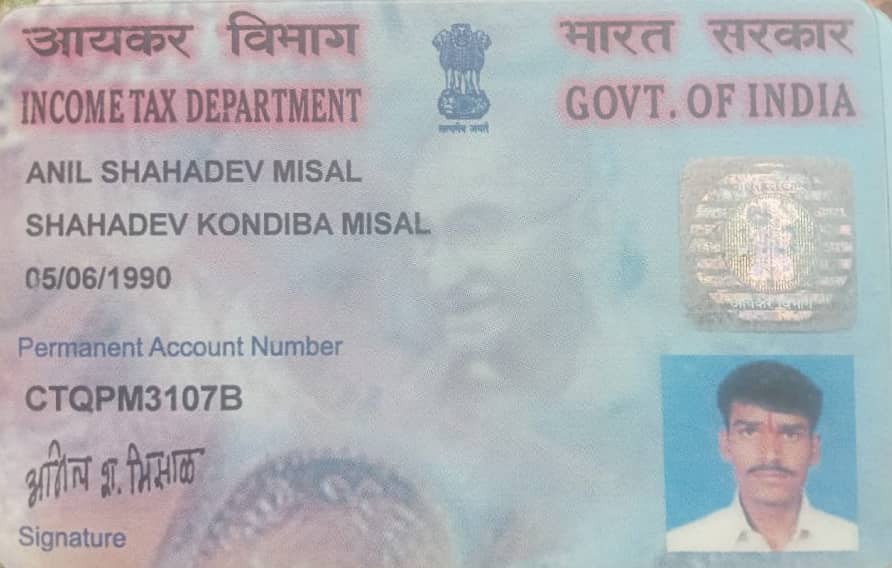 आयकर विभाग
भारत सरकार
INCOME TAX DEPARTMENT
GOVT. OF INDIA
सत्यमेव जयते
ANIL SHAHADEV MISAL
SHAHADEV KONDIBA MISAL
05/06/1990
Permanent Account Number
CTQPM3107B
अनिल श. मिसाळ
Signature
आयकर विभाग